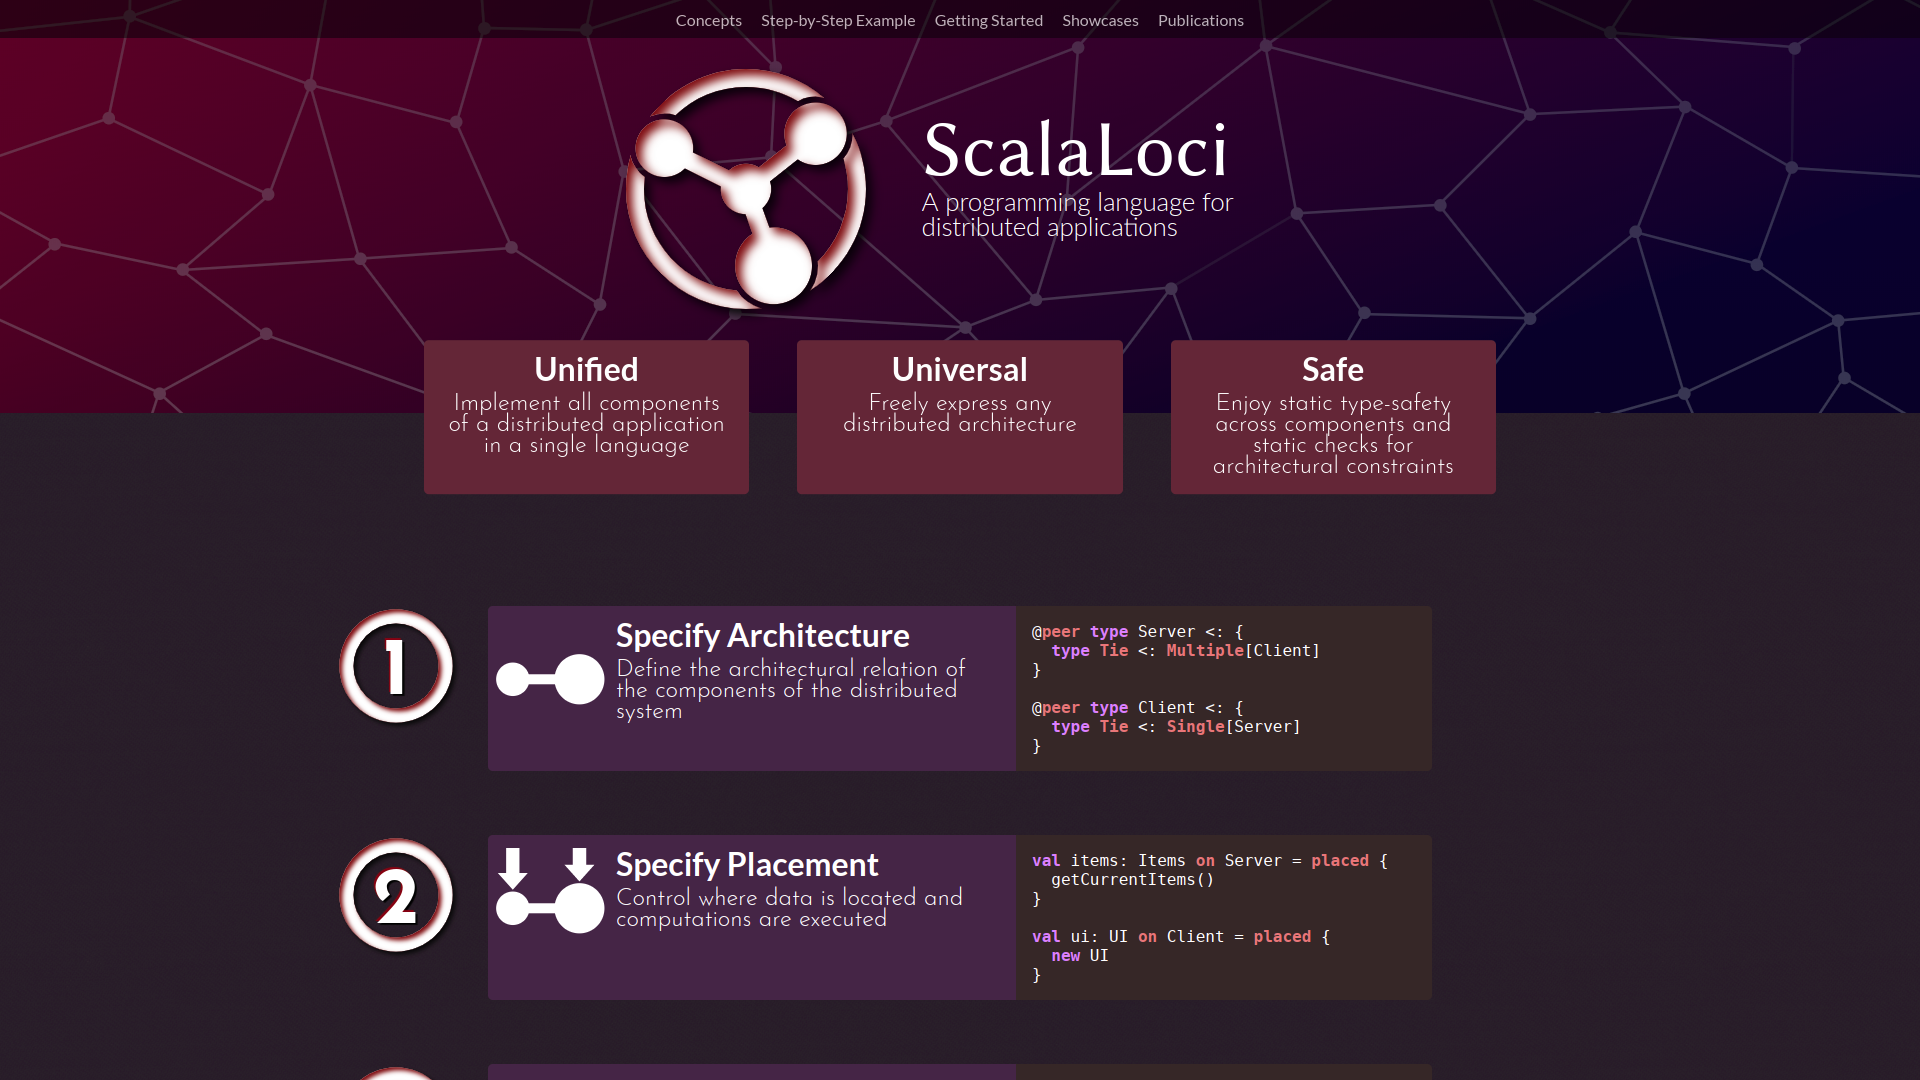 Concepts Step-by-Step Example Getting Started Showcases Publications
ScalaLoci
A programming language for
distributed applications
Unified
Implement all components
of a distributed application
in a single language
Universal
Freely express any
distributed architecture
Safe
Enjoy static type-safety
across components and
static checks for
architectural constraints
1
Specify Architecture
Define the architectural relation of
the components of the distributed
system
@peer type Server <: {
  type Tie <: Multiple[Client]
}
@peer type Client <: {
  type Tie <: Single[Server]
}
2
Specify Placement
Control where data is located and
computations are executed
val items: Items on Server = placed {
  getCurrentItems()
}
val ui: UI on Client = placed {
  new UI
}